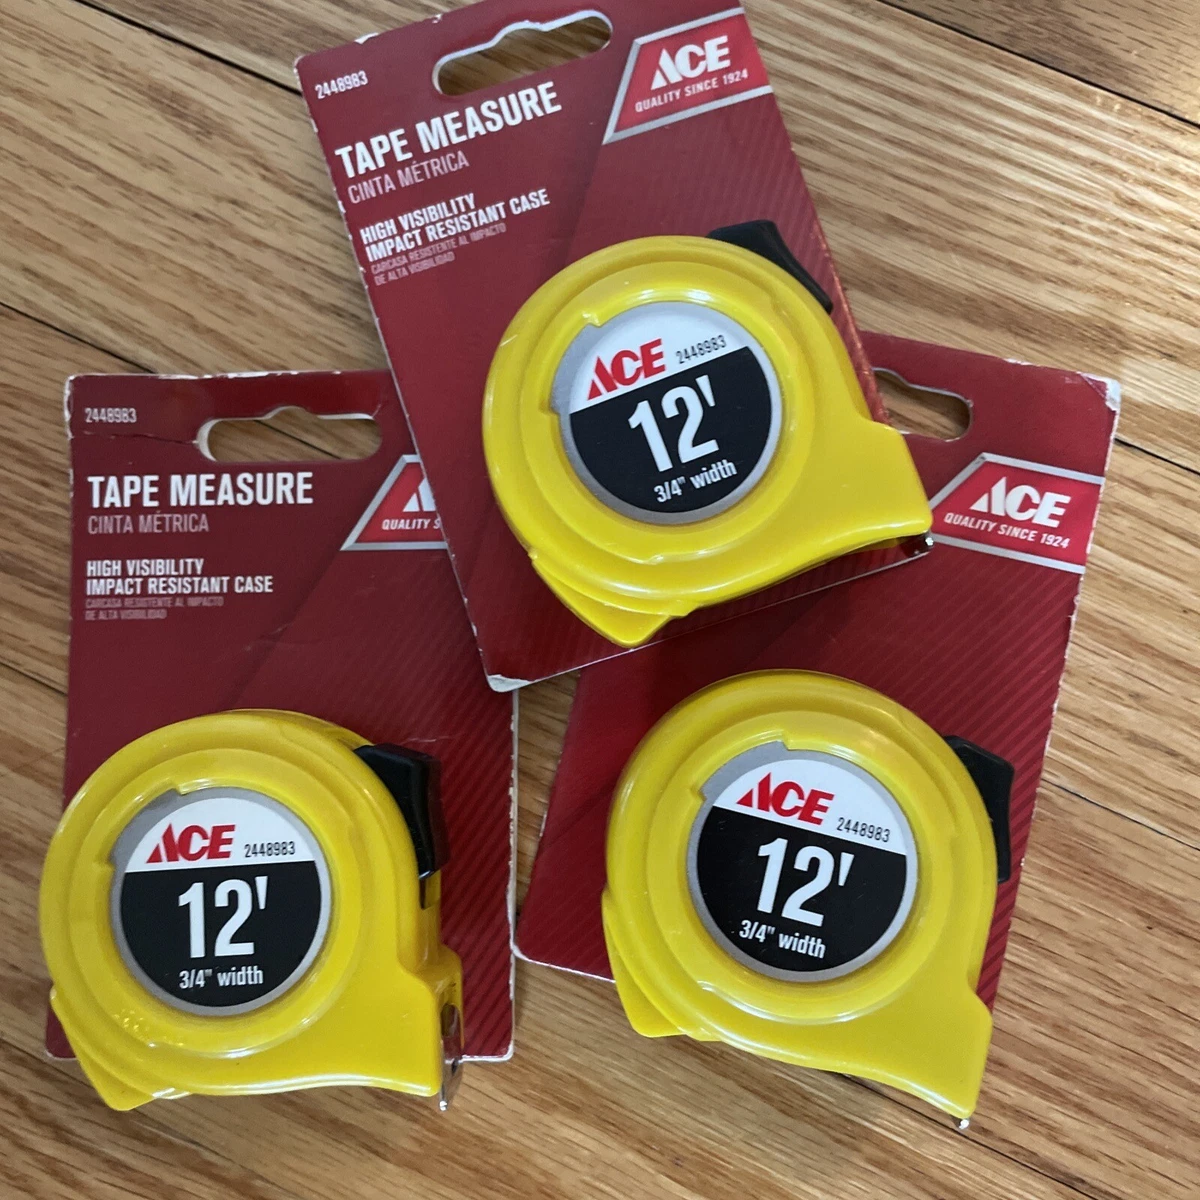 2448983
ACE
QUALITY SINCE 1924
TAPE MEASURE
CINTA MÉTRICA
HIGH VISIBILITY
IMPACT RESISTANT CASE
CARCASA RESISTENTE AL IMPACTO
DE ALTA VISIBILIDAD
ACE 2448983
12'
3/4" width
2448983
TAPE MEASURE
CINTA MÉTRICA
QUALITY S
HIGH VISIBILITY
IMPACT RESISTANT CASE
CARCASA RESISTENTE AL IMPACTO
DE ALTA VISIBILIDAD
ACE 2448983
12'
3/4" width
ACE
QUALITY SINCE 1924
ACE 2448983
12'
3/4" width